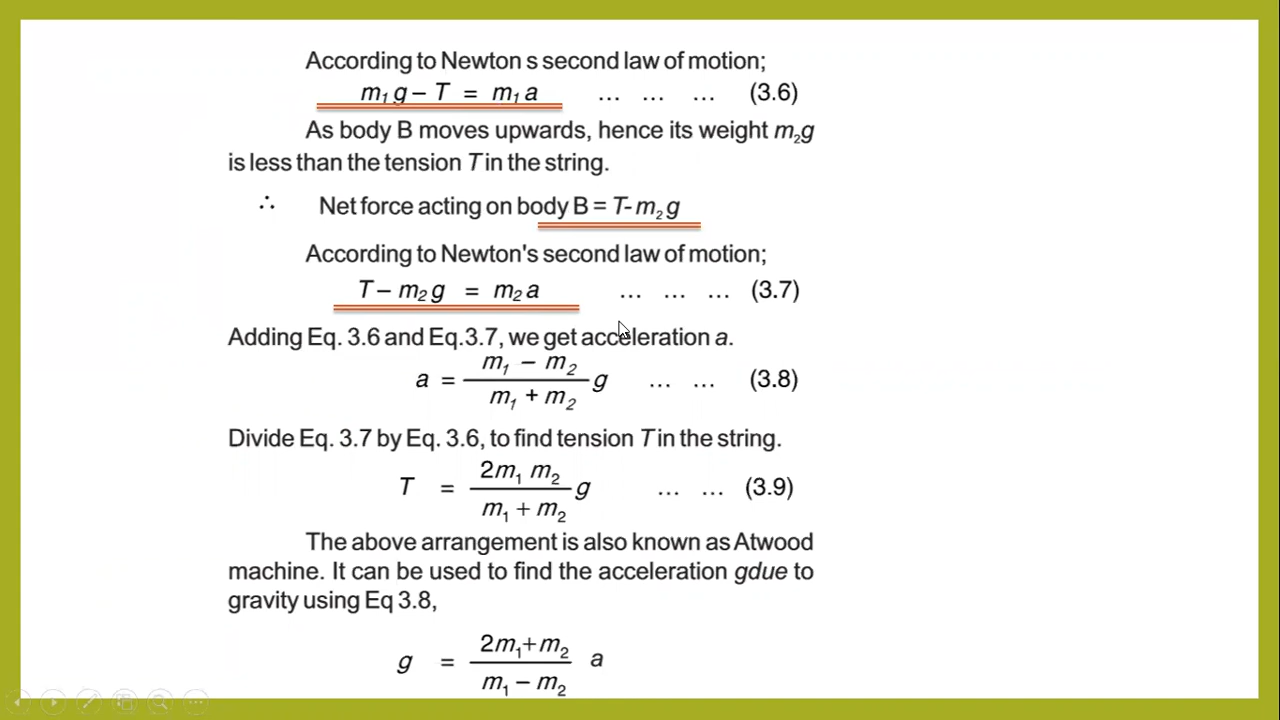 According to Newton s second law of motion;
m₁ g – T = m₁ a … … … (3.6)
As body B moves upwards, hence its weight m₂g
is less than the tension T in the string.
∴ Net force acting on body B = T- m₂ g
According to Newton's second law of motion;
T – m₂ g = m₂ a … … … (3.7)
Adding Eq. 3.6 and Eq.3.7, we get acceleration a.
a = (m₁ – m₂)/(m₁ + m₂) g … … (3.8)
Divide Eq. 3.7 by Eq. 3.6, to find tension T in the string.
T = (2m₁ m₂)/(m₁ + m₂) g … … (3.9)
The above arrangement is also known as Atwood
machine. It can be used to find the acceleration gdue to
gravity using Eq 3.8,
g = (2m₁+m₂)/(m₁ – m₂) a